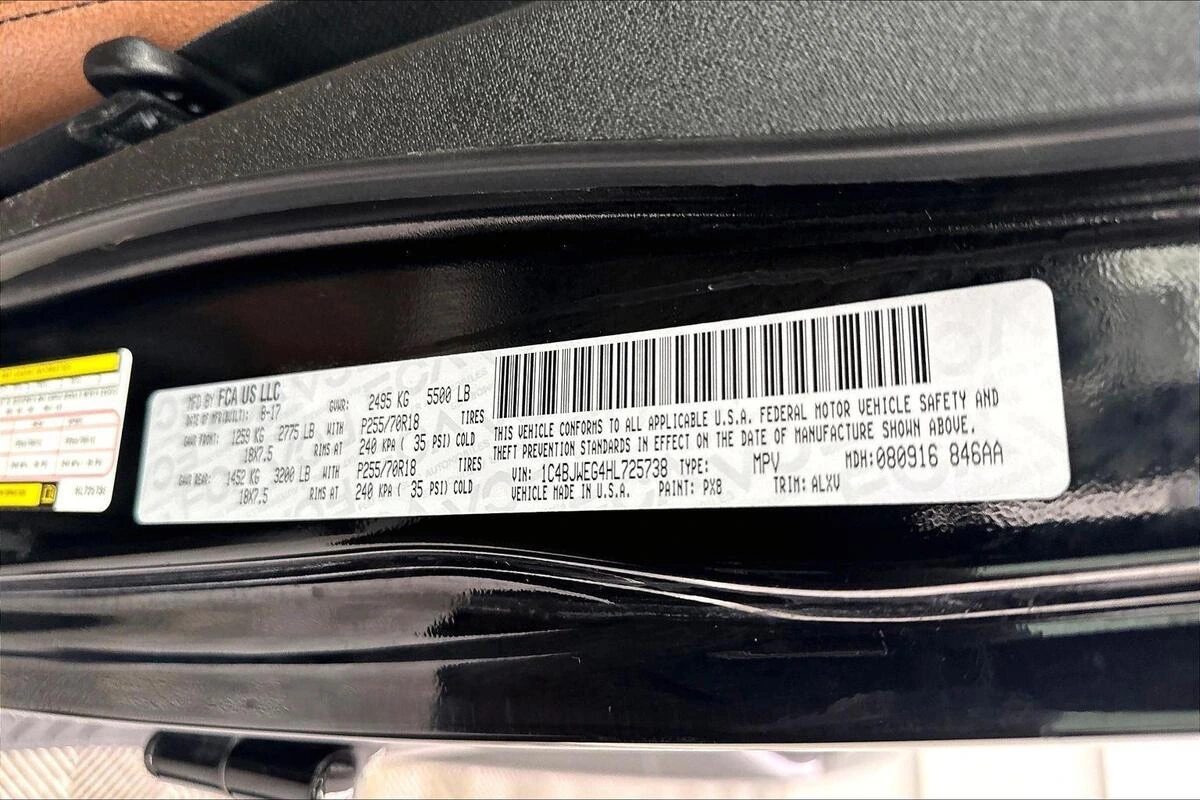 MFD BY FCA US LLC
DATE OF MFR(BUILT): 8-17 GVWR: 2495 KG 5500 LB
GAWR FRONT: 1259 KG 2775 LB WITH P255/70R18 TIRES
18X7.5 RIMS AT 240 KPA( 35 PSI) COLD
GAWR REAR: 1452 KG 3200 LB WITH P255/70R18 TIRES
18X7.5 RIMS AT 240 KPA( 35 PSI) COLD
THIS VEHICLE CONFORMS TO ALL APPLICABLE U.S.A. FEDERAL MOTOR VEHICLE SAFETY AND
THEFT PREVENTION STANDARDS IN EFFECT ON THE DATE OF MANUFACTURE SHOWN ABOVE.
VIN: 1C4BJWEG4HL725738 TYPE: MPV MDH:080916 846AA
VEHICLE MADE IN U.S.A. PAINT: PX8 TRIM: ALXV